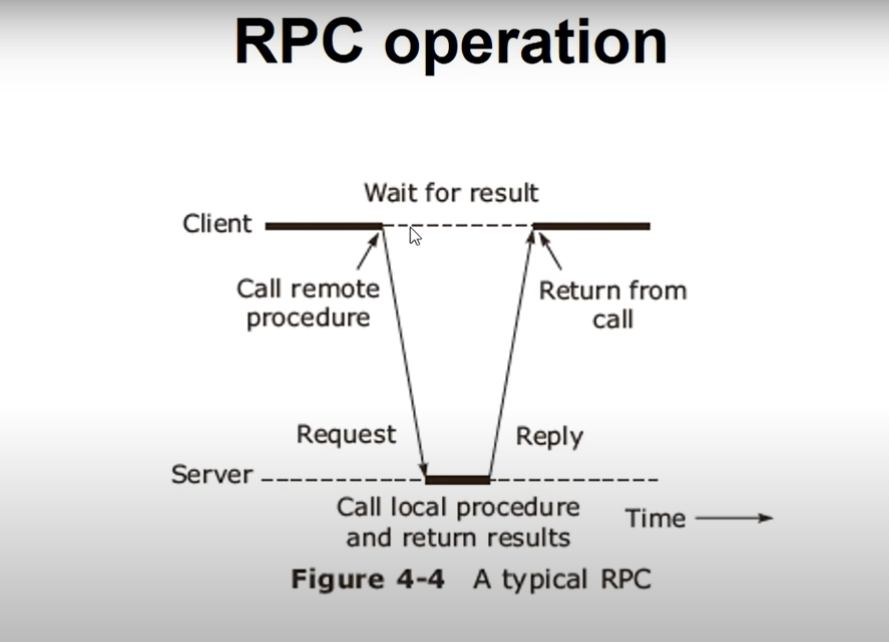 RPC operation
Wait for result
Client
Call remote
procedure
Return from
call
Request
Reply
Server
Call local procedure
and return results
Time
Figure 4-4 A typical RPC